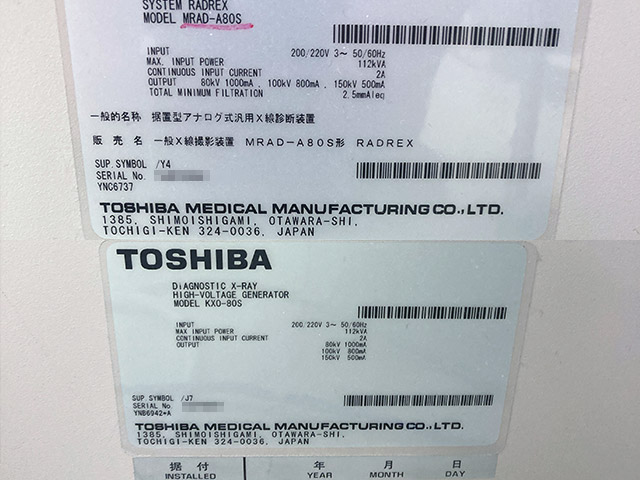 SYSTEM RADREX
MODEL MRAD-A80S
INPUT 200/220V 3~ 50/60Hz
MAX. INPUT POWER 112kVA
CONTINUOUS INPUT CURRENT 2A
OUTPUT 80kV 1000mA, 100kV 800mA, 150kV 500mA
TOTAL MINIMUM FILTRATION 2.5mmAleq
一般的名称 据置型アナログ式汎用X線診断装置
販売名 一般X線撮影装置 MRAD-A80S形 RADREX
SUP. SYMBOL /Y4
SERIAL No.
YNC6737
TOSHIBA MEDICAL MANUFACTURING CO., LTD.
1385, SHIMOISHIGAMI, OTAWARA-SHI,
TOCHIGI-KEN 324-0036, JAPAN
TOSHIBA
DIAGNOSTIC X-RAY
HIGH-VOLTAGE GENERATOR
MODEL KXO-80S
INPUT 200/220V 3~ 50/60Hz
MAX INPUT POWER 112kVA
CONTINUOUS INPUT CURRENT 2A
OUTPUT 80kV 1000mA
100kV 800mA
150kV 500mA
SUP. SYMBOL /J7
SERIAL No.
YNB6942*A
TOSHIBA MEDICAL MANUFACTURING CO., LTD.
1385, SHIMOISHIGAMI, OTAWARA-SHI,
TOCHIGI-KEN 324-0036, JAPAN
据付 年 月 日
INSTALLED YEAR MONTH DAY